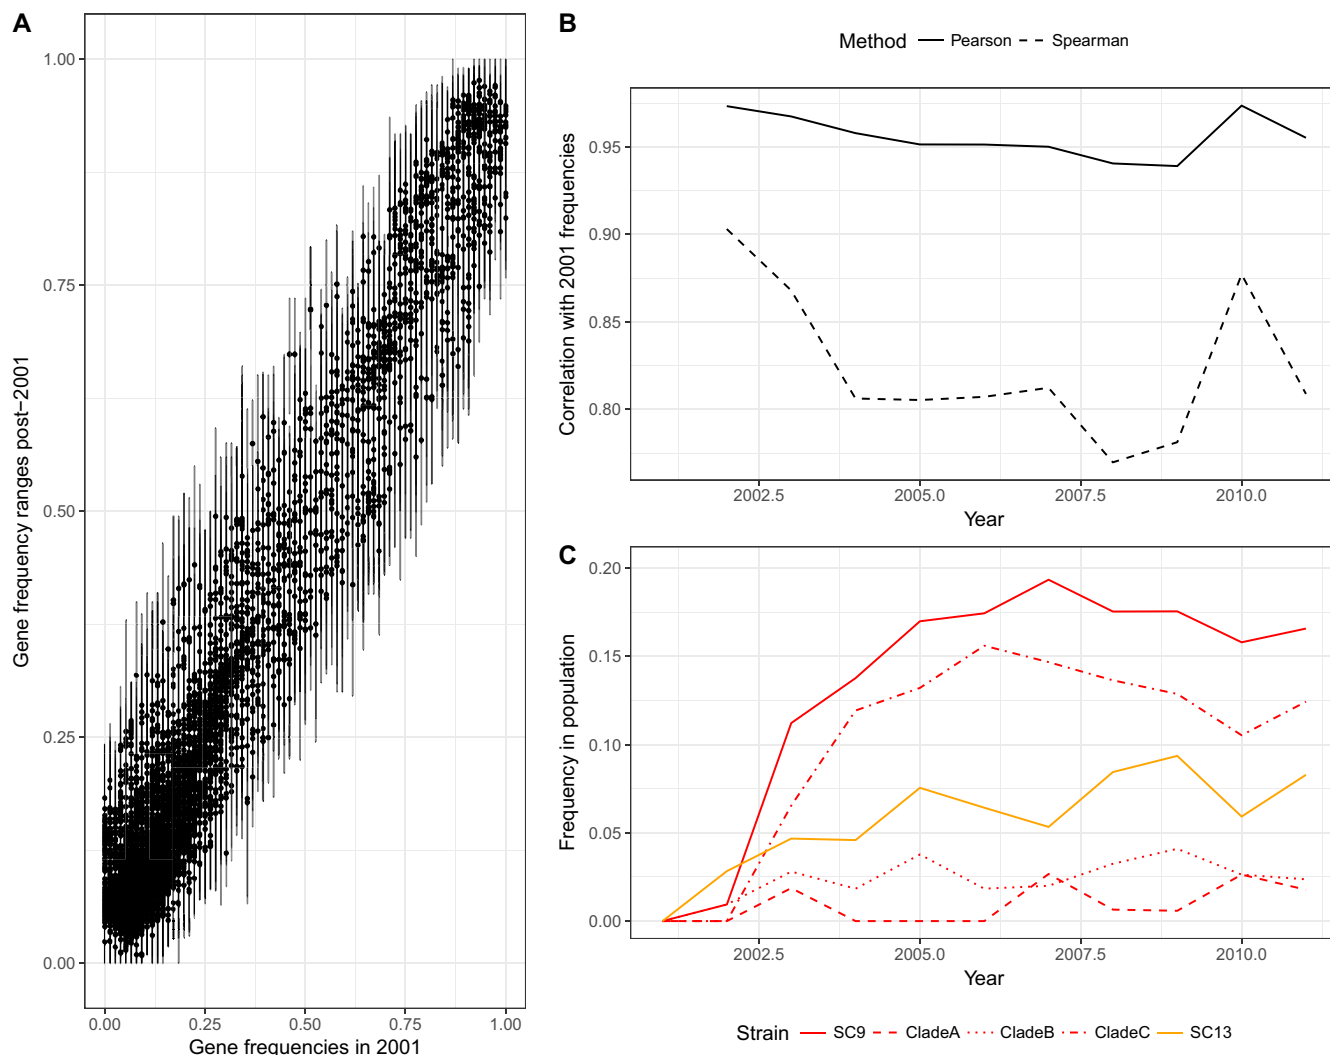 A
1.00
0.75
0.50
0.25
0.00
Gene frequency ranges post−2001
0.00 0.25 0.50 0.75 1.00
Gene frequencies in 2001
B
Method Pearson Spearman
0.95
0.90
0.85
0.80
Correlation with 2001 frequencies
2002.5 2005.0 2007.5 2010.0
Year
C
0.20
0.15
0.10
0.05
0.00
Frequency in population
2002.5 2005.0 2007.5 2010.0
Year
Strain SC9 CladeA CladeB CladeC SC13